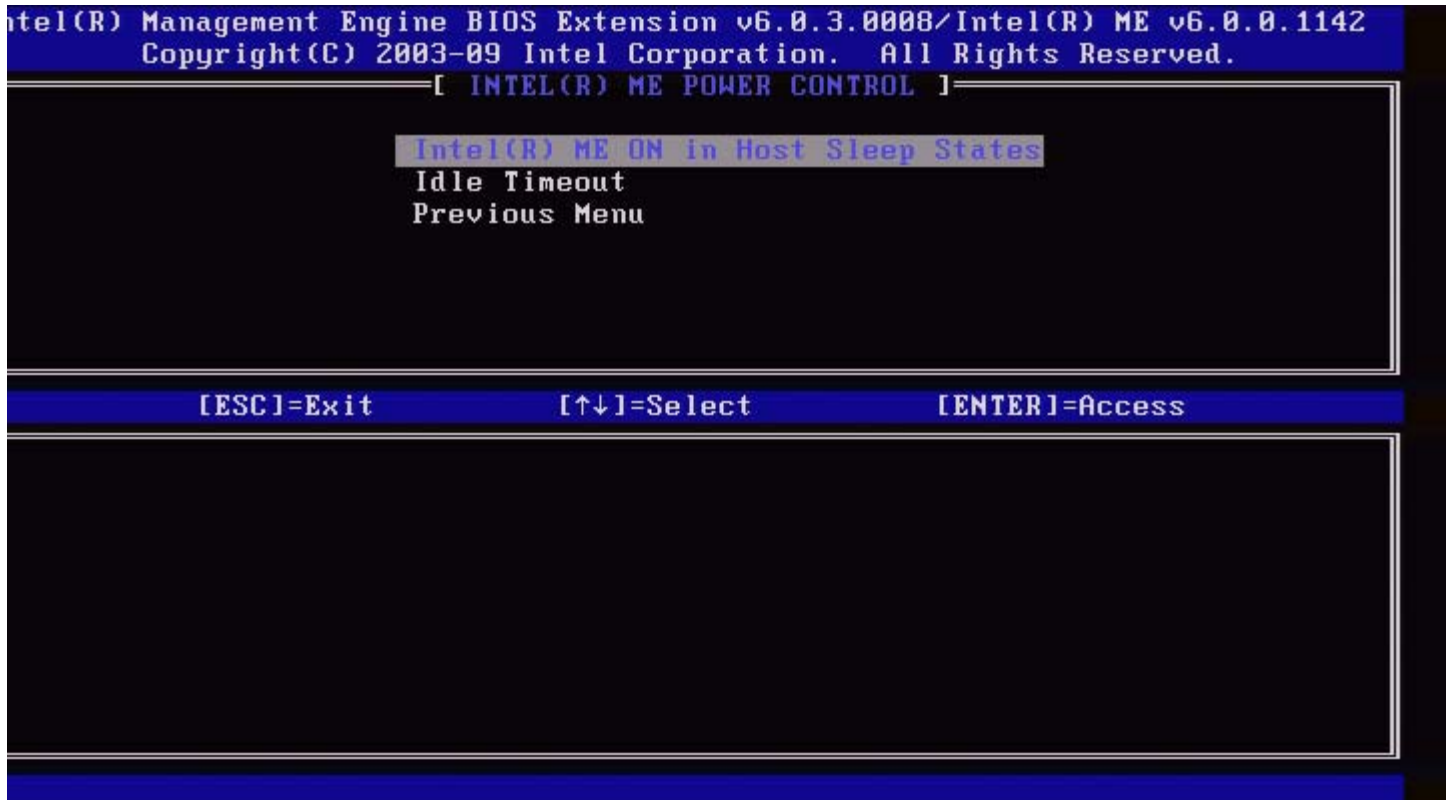 ntel(R) Management Engine BIOS Extension v6.0.3.0008/Intel(R) ME v6.0.0.1142
Copyright(C) 2003-09 Intel Corporation. All Rights Reserved.
[ INTEL(R) ME POWER CONTROL ]
Intel(R) ME ON in Host Sleep States
Idle Timeout
Previous Menu
[ESC]=Exit [↑↓]=Select [ENTER]=Access